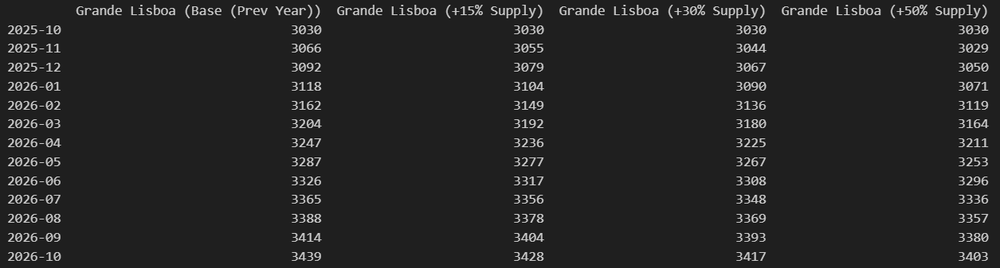 Grande Lisboa (Base (Prev Year)) Grande Lisboa (+15% Supply) Grande Lisboa (+30% Supply) Grande Lisboa (+50% Supply)
2025-10 3030 3030 3030 3030
2025-11 3066 3055 3044 3029
2025-12 3092 3079 3067 3050
2026-01 3118 3104 3090 3071
2026-02 3162 3149 3136 3119
2026-03 3204 3192 3180 3164
2026-04 3247 3236 3225 3211
2026-05 3287 3277 3267 3253
2026-06 3326 3317 3308 3296
2026-07 3365 3356 3348 3336
2026-08 3388 3378 3369 3357
2026-09 3414 3404 3393 3380
2026-10 3439 3428 3417 3403